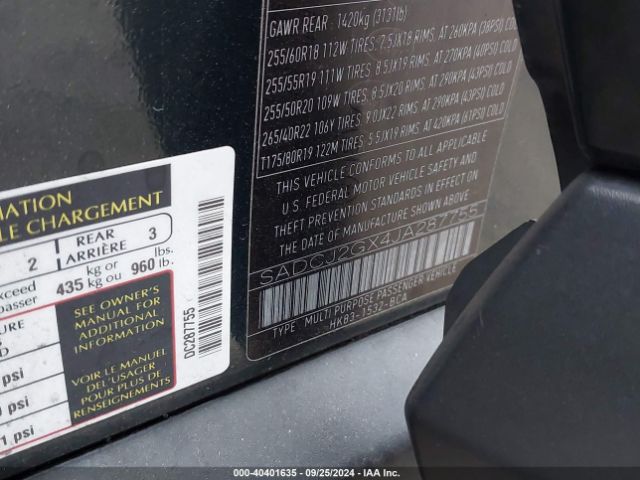 GAWR REAR : 1420kg (3131lb)
255/60R18 112W TIRES: 7.5JX18 RIMS. AT 260KPA (38PSI) COLD
255/55R19 111W TIRES: 8.5JX19 RIMS. AT 270KPA (40PSI) COLD
255/50R20 109W TIRES: 8.5JX20 RIMS. AT 290KPA (43PSI) COLD
265/40R22 106Y TIRES: 9.0JX22 RIMS. AT 290KPA (43PSI) COLD
T175/80R19 122M TIRES: 5.5JX19 RIMS. AT 420KPA (61PSI) COLD
THIS VEHICLE CONFORMS TO ALL APPLICABLE
U.S. FEDERAL MOTOR VEHICLE SAFETY AND
THEFT PREVENTION STANDARDS IN EFFECT ON
THE DATE OF MANUFACTURE SHOWN ABOVE
SADCJ2GX4JA287755
TYPE: MULTI PURPOSE PASSENGER VEHICLE
HKB3-1532-BCA
LE CHARGEMENT
2
REAR
ARRIÈRE
3
435 kg or kg ou 960 lbs. lb.
SEE OWNER'S
MANUAL FOR
ADDITIONAL
INFORMATION
VOIR LE MANUEL
DE L'USAGER
POUR PLUS DE
RENSEIGNEMENTS
psi
psi
psi
DC287755
000-40401635 - 09/25/2024 - IAA Inc.